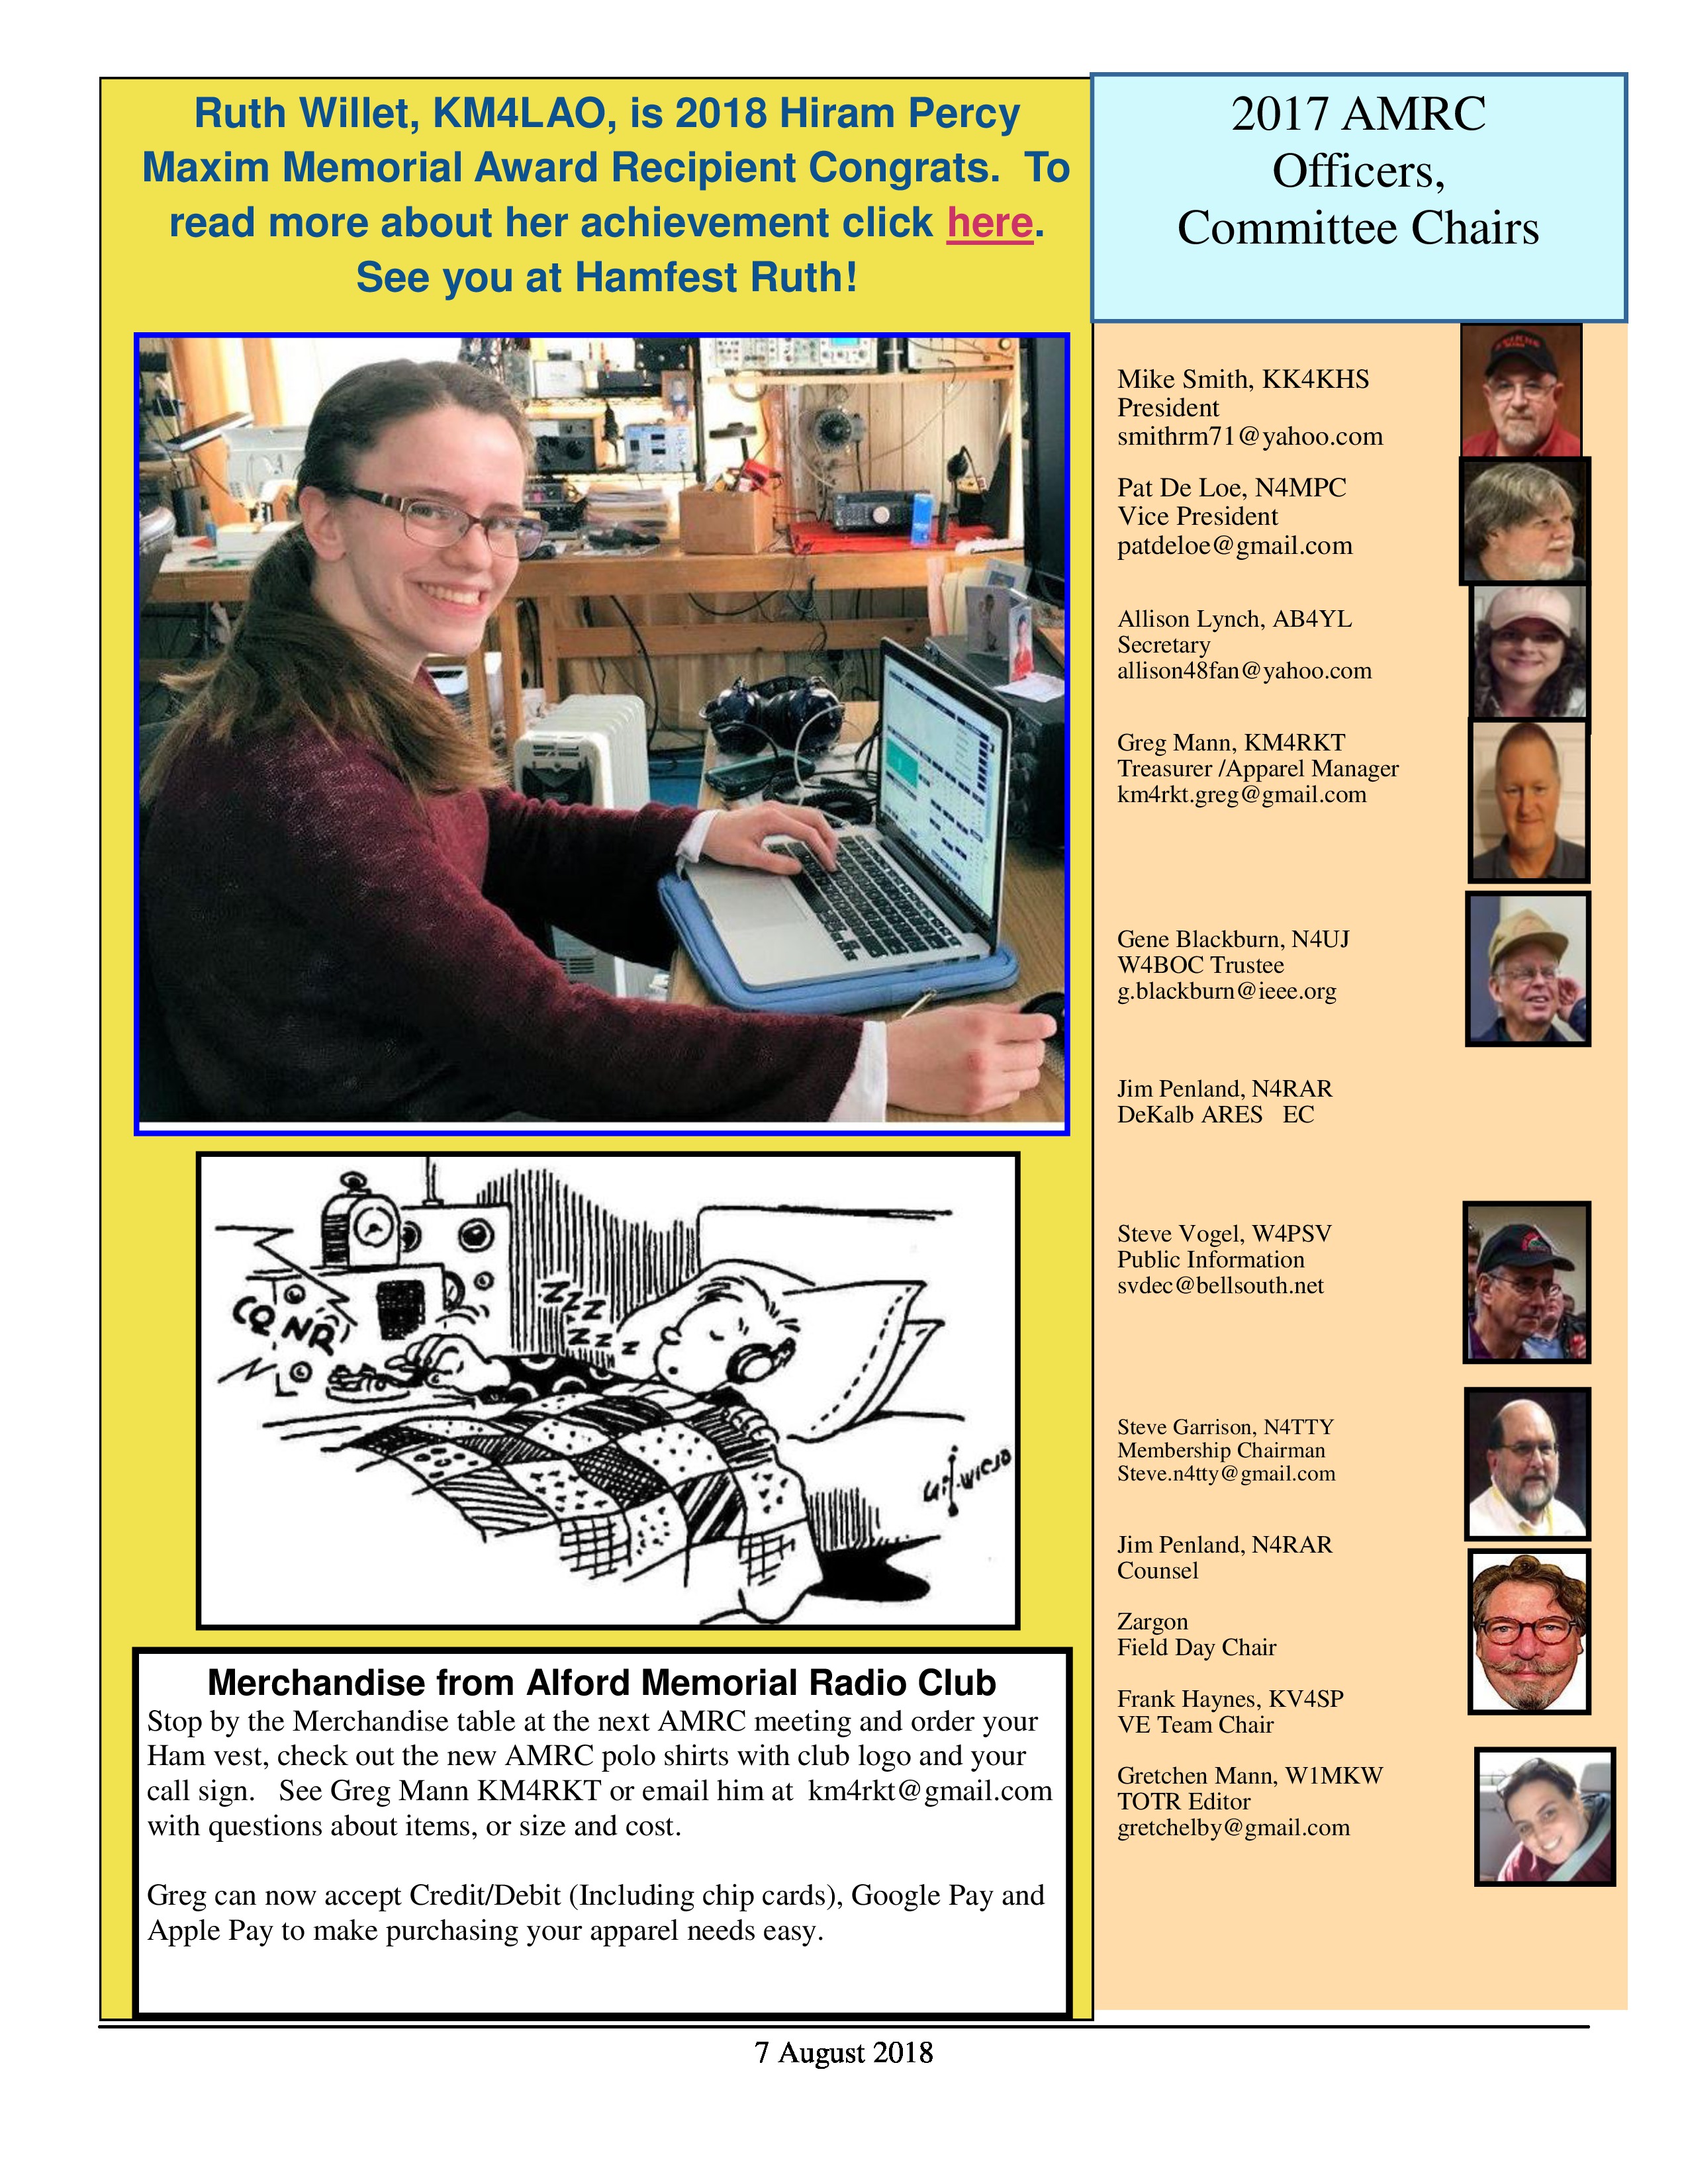 Ruth Willet, KM4LAO, is 2018 Hiram Percy
Maxim Memorial Award Recipient Congrats.  To
read more about her achievement click here.
See you at Hamfest Ruth!
CQ NR
Merchandise from Alford Memorial Radio Club
Stop by the Merchandise table at the next AMRC meeting and order your
Ham vest, check out the new AMRC polo shirts with club logo and your
call sign.   See Greg Mann KM4RKT or email him at  km4rkt@gmail.com
with questions about items, or size and cost.
Greg can now accept Credit/Debit (Including chip cards), Google Pay and
Apple Pay to make purchasing your apparel needs easy.
2017 AMRC
Officers,
Committee Chairs
Mike Smith, KK4KHS
President
smithrm71@yahoo.com
Pat De Loe, N4MPC
Vice President
patdeloe@gmail.com
Allison Lynch, AB4YL
Secretary
allison48fan@yahoo.com
Greg Mann, KM4RKT
Treasurer /Apparel Manager
km4rkt.greg@gmail.com
Gene Blackburn, N4UJ
W4BOC Trustee
g.blackburn@ieee.org
Jim Penland, N4RAR
DeKalb ARES   EC
Steve Vogel, W4PSV
Public Information
svdec@bellsouth.net
Steve Garrison, N4TTY
Membership Chairman
Steve.n4tty@gmail.com
Jim Penland, N4RAR
Counsel
Zargon
Field Day Chair
Frank Haynes, KV4SP
VE Team Chair
Gretchen Mann, W1MKW
TOTR Editor
gretchelby@gmail.com
7 August 2018